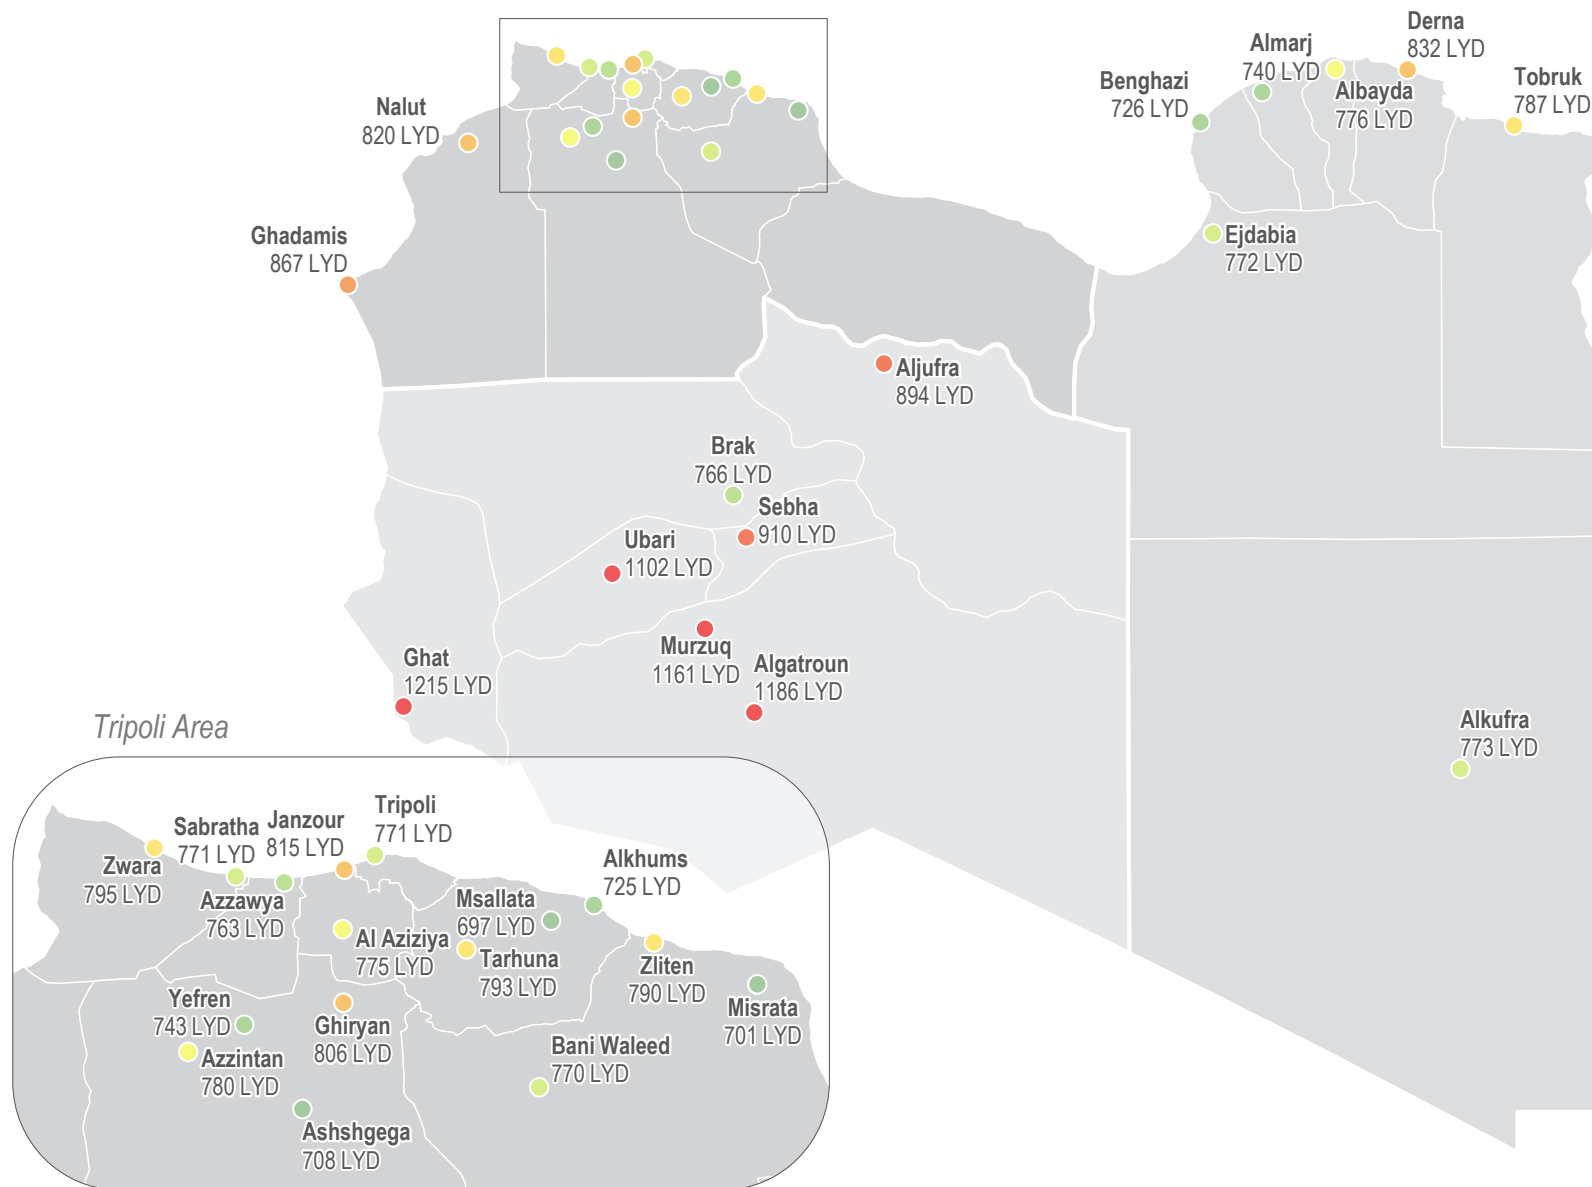 Derna
832 LYD
Almarj
740 LYD
Benghazi
726 LYD
Albayda
776 LYD
Tobruk
787 LYD
Nalut
820 LYD
Ghadamis
867 LYD
Ejdabia
772 LYD
Aljufra
894 LYD
Brak
766 LYD
Sebha
910 LYD
Ubari
1102 LYD
Murzuq
1161 LYD
Algatroun
1186 LYD
Ghat
1215 LYD
Alkufra
773 LYD
Tripoli Area
Tripoli
771 LYD
Janzour
815 LYD
Sabratha
771 LYD
Zwara
795 LYD
Azzawya
763 LYD
Alkhums
725 LYD
Msallata
697 LYD
Al Aziziya
775 LYD
Tarhuna
793 LYD
Zliten
790 LYD
Misrata
701 LYD
Yefren
743 LYD
Ghiryan
806 LYD
Azzintan
780 LYD
Bani Waleed
770 LYD
Ashshgega
708 LYD